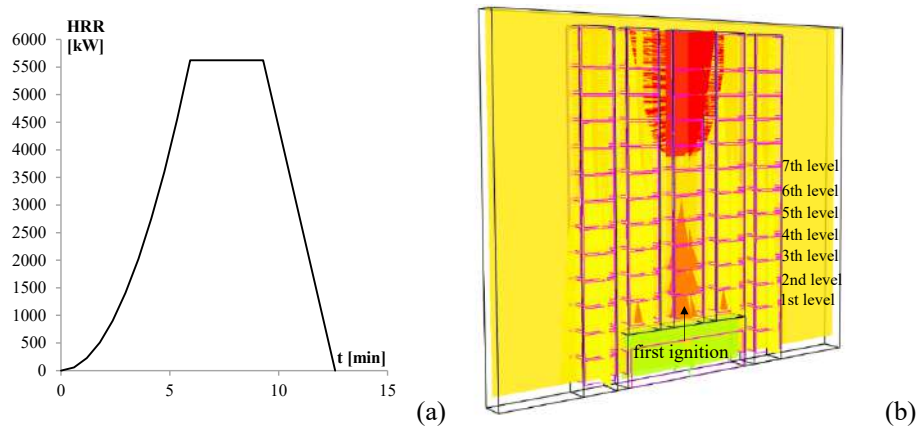 HRR
[kW]
6000
5500
5000
4500
4000
3500
3000
2500
2000
1500
1000
500
0
t [min]
0
5
10
15
(a)
7th level
6th level
5th level
4th level
3th level
2nd level
1st level
first ignition
(b)